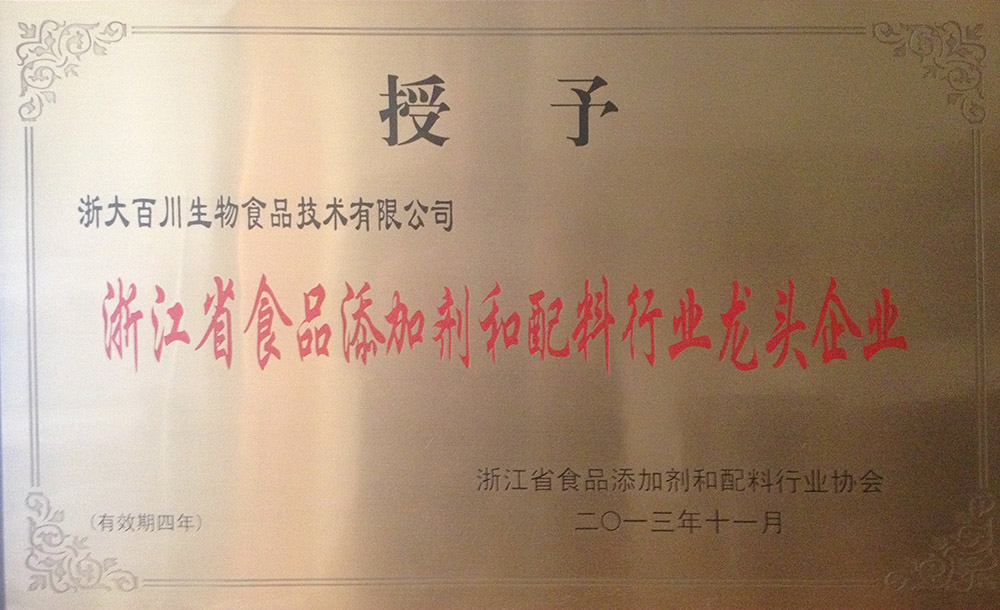 授予
浙大百川生物食品技术有限公司
浙江省食品添加剂和配料行业龙头企业
浙江省食品添加剂和配料行业协会
(有效期四年)
二〇一三年十一月